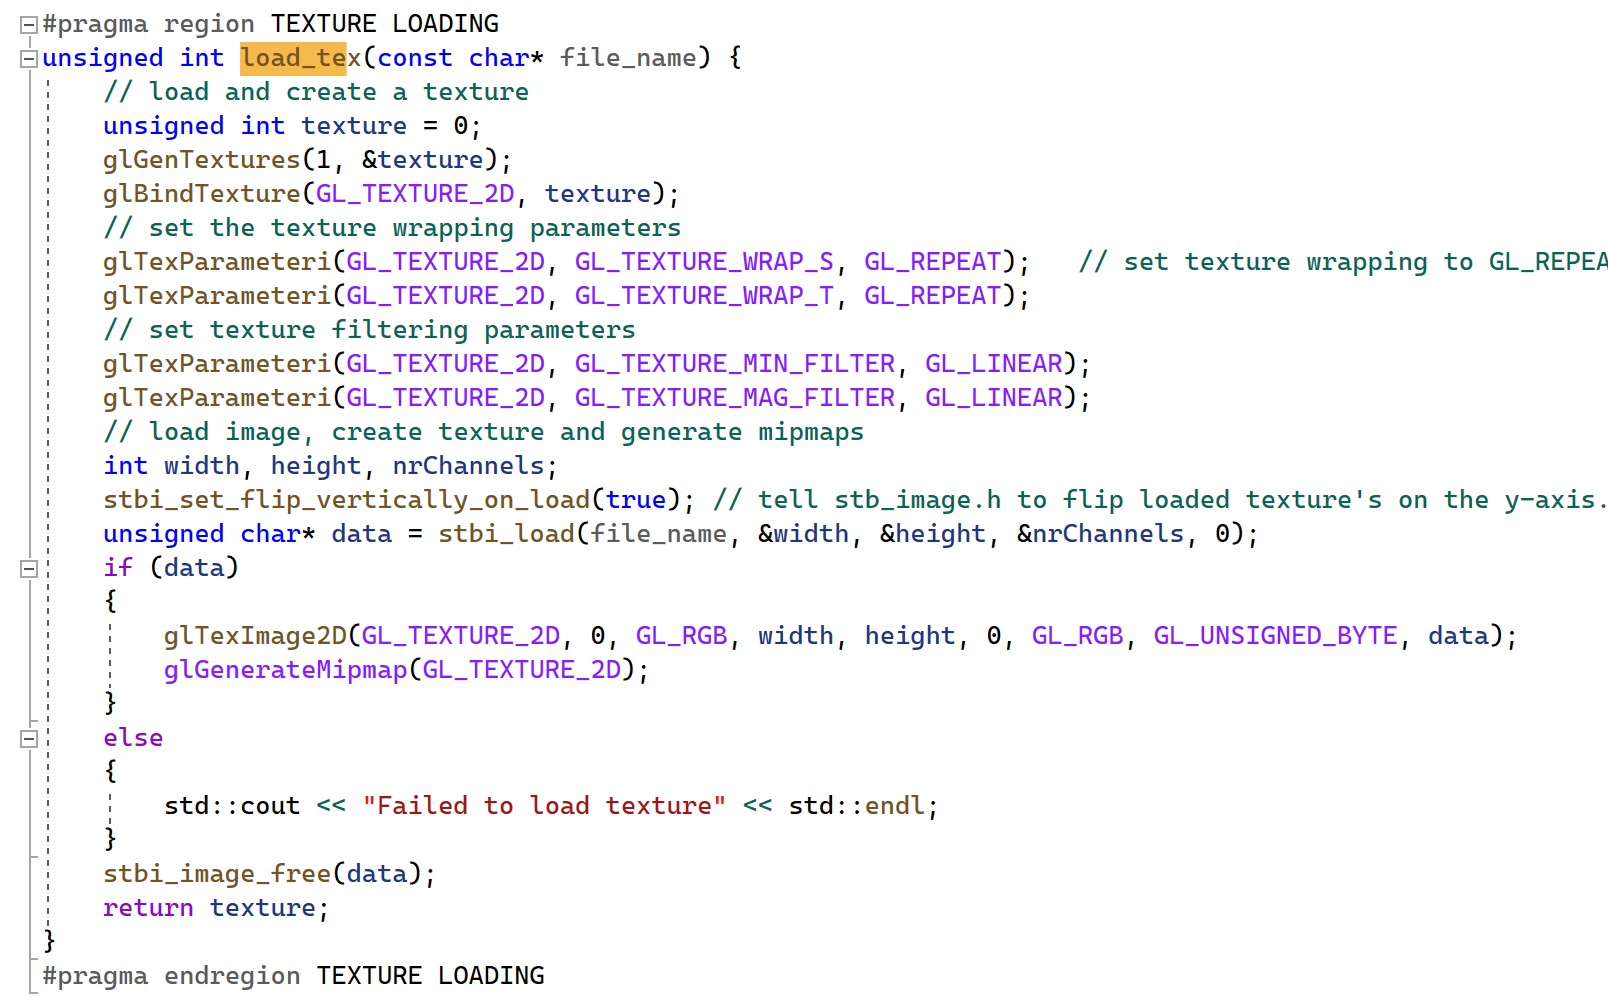 #pragma region TEXTURE LOADING
unsigned int load_tex(const char* file_name) {
// load and create a texture
unsigned int texture = 0;
glGenTextures(1, &texture);
glBindTexture(GL_TEXTURE_2D, texture);
// set the texture wrapping parameters
glTexParameteri(GL_TEXTURE_2D, GL_TEXTURE_WRAP_S, GL_REPEAT);   // set texture wrapping to GL_REPEA
glTexParameteri(GL_TEXTURE_2D, GL_TEXTURE_WRAP_T, GL_REPEAT);
// set texture filtering parameters
glTexParameteri(GL_TEXTURE_2D, GL_TEXTURE_MIN_FILTER, GL_LINEAR);
glTexParameteri(GL_TEXTURE_2D, GL_TEXTURE_MAG_FILTER, GL_LINEAR);
// load image, create texture and generate mipmaps
int width, height, nrChannels;
stbi_set_flip_vertically_on_load(true); // tell stb_image.h to flip loaded texture's on the y-axis.
unsigned char* data = stbi_load(file_name, &width, &height, &nrChannels, 0);
if (data)
{
glTexImage2D(GL_TEXTURE_2D, 0, GL_RGB, width, height, 0, GL_RGB, GL_UNSIGNED_BYTE, data);
glGenerateMipmap(GL_TEXTURE_2D);
}
else
{
std::cout << "Failed to load texture" << std::endl;
}
stbi_image_free(data);
return texture;
}
#pragma endregion TEXTURE LOADING